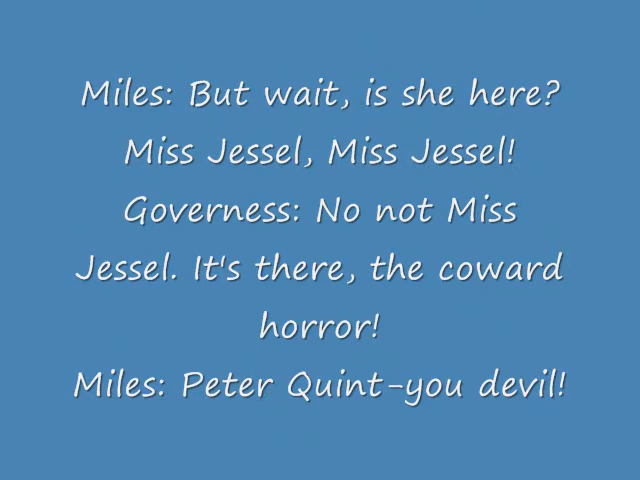 Miles: But wait, is she here?
Miss Jessel, Miss Jessel!
Governess: No not Miss
Jessel. It's there, the coward
horror!
Miles: Peter Quint-you devil!